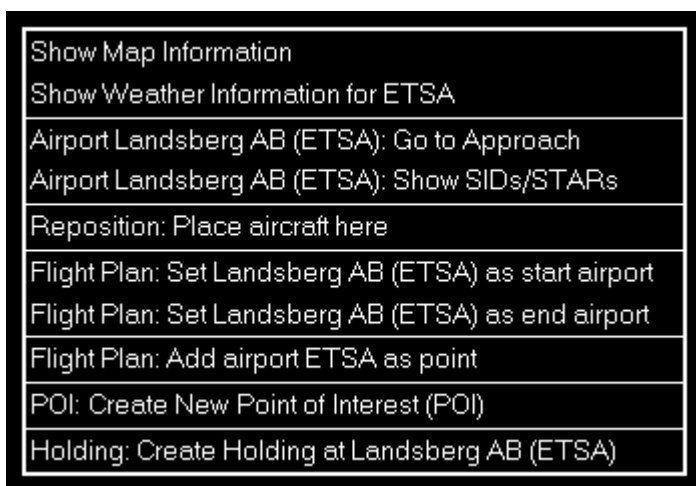 Show Map Information
Show Weather Information for ETSA
Airport Landsberg AB (ETSA): Go to Approach
Airport Landsberg AB (ETSA): Show SIDs/STARs
Reposition: Place aircraft here
Flight Plan: Set Landsberg AB (ETSA) as start airport
Flight Plan: Set Landsberg AB (ETSA) as end airport
Flight Plan: Add airport ETSA as point
POI: Create New Point of Interest (POI)
Holding: Create Holding at Landsberg AB (ETSA)